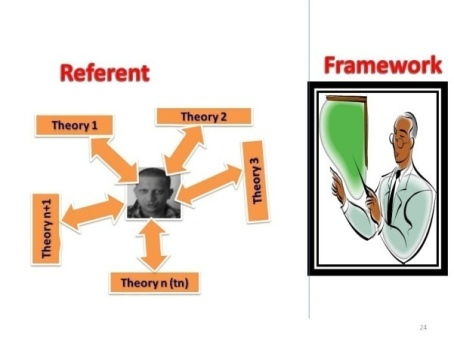 Referent
Framework
Theory 1
Theory 2
Theory 3
Theory n+1
Theory n (tn)
24